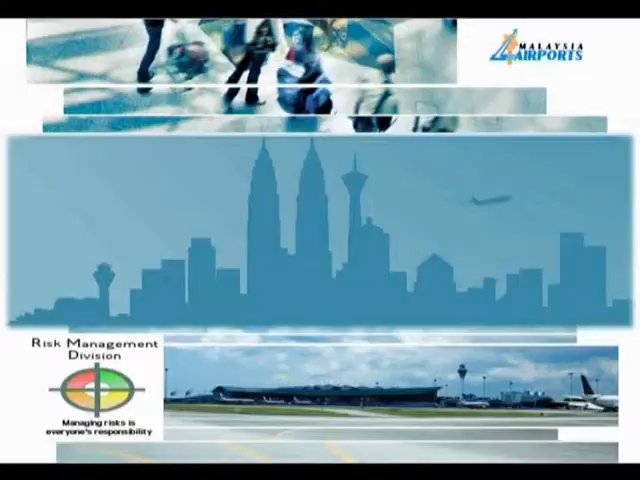 MALAYSIA
AIRPORTS
Risk Management
Division
Managing risks is
everyone's responsibility